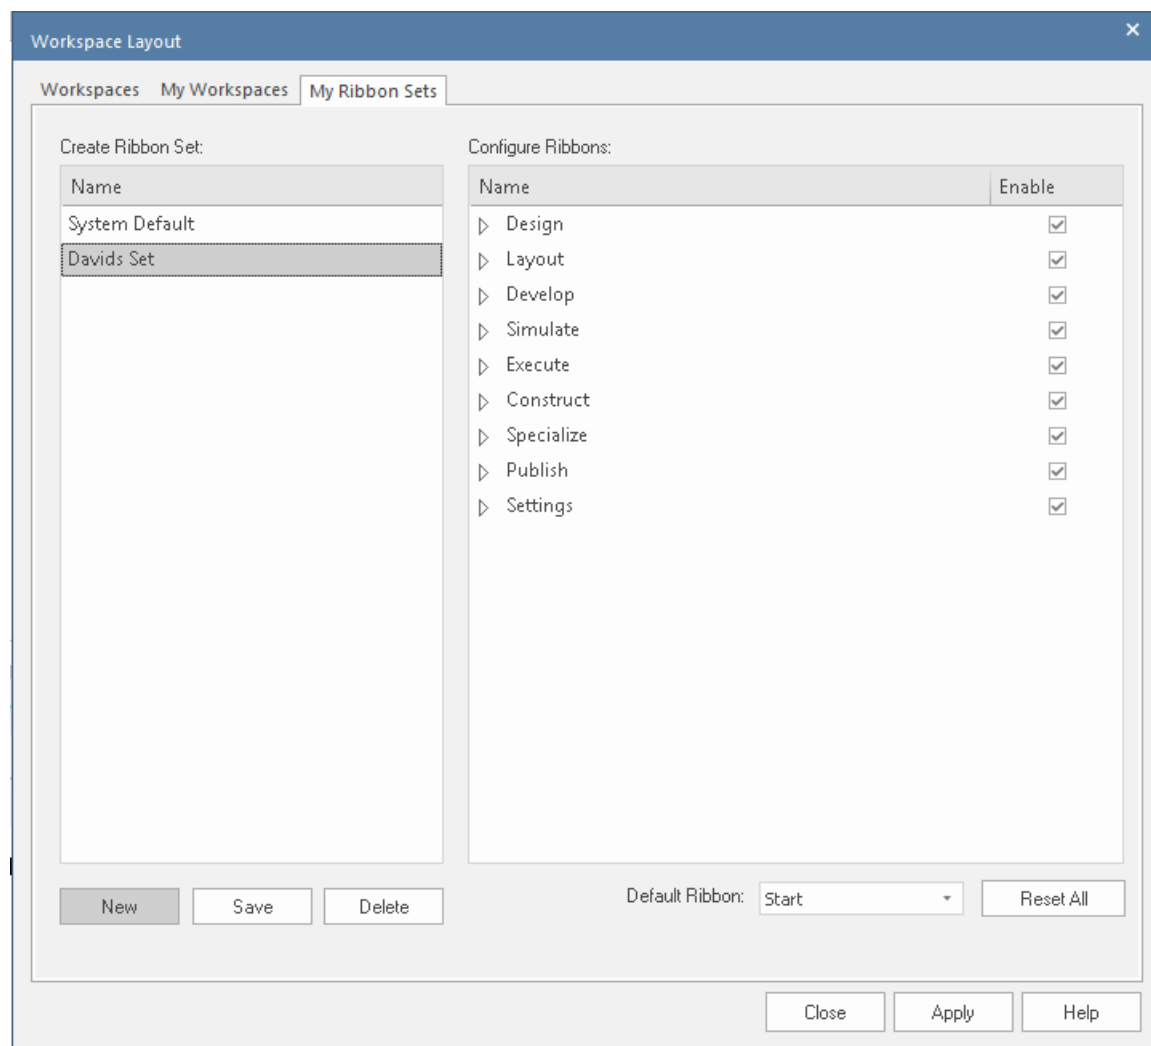 Workspace Layout
Workspaces My Workspaces My Ribbon Sets
Create Ribbon Set:
Name
System Default
Davids Set
New Save Delete
Configure Ribbons:
Name Enable
Design
Layout
Develop
Simulate
Execute
Construct
Specialize
Publish
Settings
Default Ribbon: Start Reset All
Close Apply Help